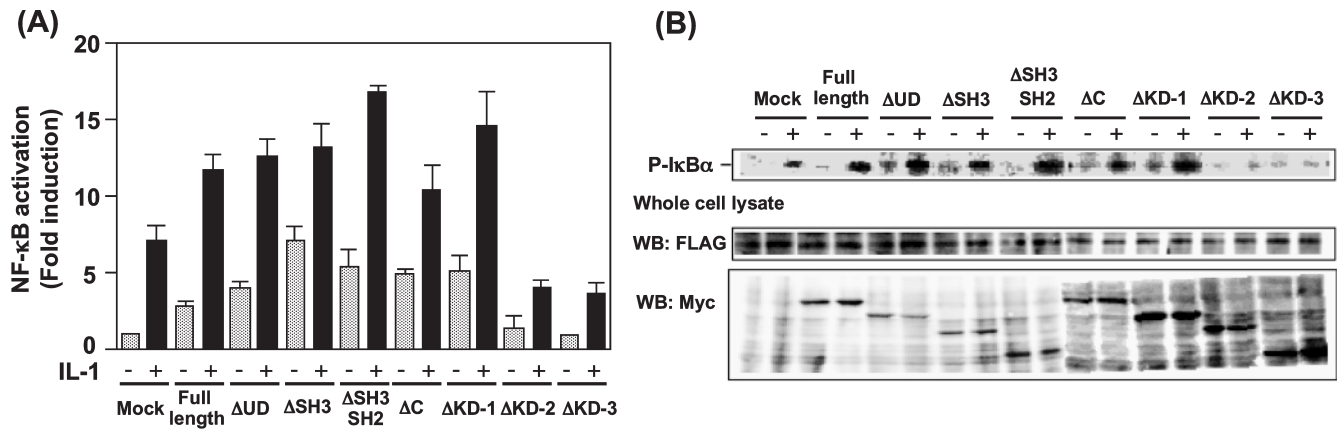 (A)
NF-κB activation
(Fold induction)
20
15
10
5
0
IL-1 - + - + - + - + - + - + - + - + - +
Mock Full length ΔUD ΔSH3 ΔSH3 SH2 ΔC ΔKD-1 ΔKD-2 ΔKD-3
(B)
Mock Full length ΔUD ΔSH3 ΔSH3 SH2 ΔC ΔKD-1 ΔKD-2 ΔKD-3
- + - + - + - + - + - + - + - + - +
P-IκBα
Whole cell lysate
WB: FLAG
WB: Myc